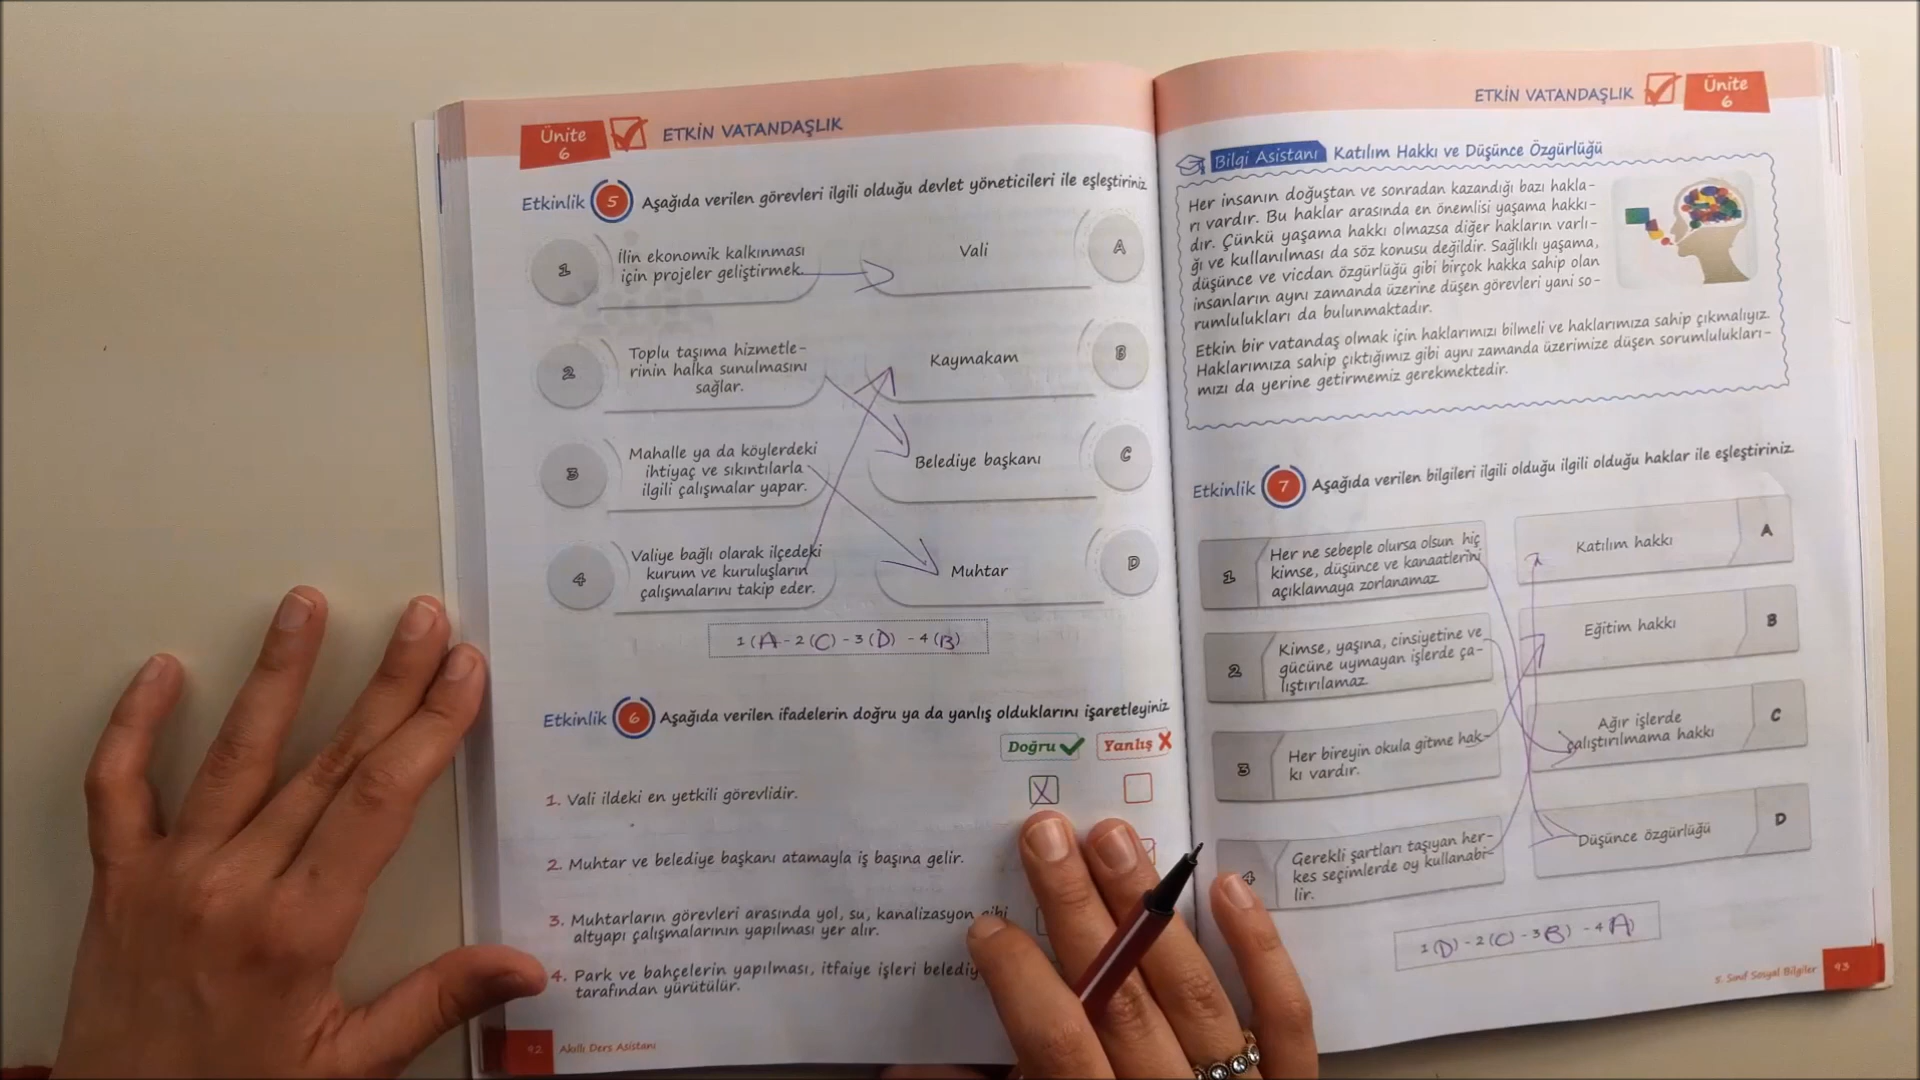 Ünite
6
ETKİN VATANDAŞLIK
Etkinlik 5 Aşağıda verilen görevleri ilgili olduğu devlet yöneticileri ile eşleştiriniz
1
İlin ekonomik kalkınması
için projeler geliştirmek.
Vali
A
2
Toplu taşıma hizmetle-
rinin halka sunulmasını
sağlar.
Kaymakam
B
3
Mahalle ya da köylerdeki
ihtiyaç ve sıkıntılarla
ilgili çalışmalar yapar.
Belediye başkanı
C
4
Valiye bağlı olarak ilçedeki
kurum ve kuruluşların
çalışmalarını takip eder.
Muhtar
D
1 (A - 2 (C) - 3 (D) - 4 (B)
Etkinlik 6 Aşağıda verilen ifadelerin doğru ya da yanlış olduklarını işaretleyiniz
Doğru Yanlış
1. Vali ildeki en yetkili görevlidir.
2. Muhtar ve belediye başkanı atamayla iş başına gelir.
3. Muhtarların görevleri arasında yol, su, kanalizasyon gibi
altyapı çalışmalarının yapılması yer alır.
4. Park ve bahçelerin yapılması, itfaiye işleri
tarafından yürütülür.
92 Akıllı Ders Asistanı
ETKİN VATANDAŞLIK
Ünite
6
Bilgi Asistanı Katılım Hakkı ve Düşünce Özgürlüğü
Her insanın doğuştan ve sonradan kazandığı bazı hakla-
rı vardır. Bu haklar arasında en önemlisi yaşama hakkı-
dır. Çünkü yaşama hakkı olmazsa diğer hakların varlı-
ğı ve kullanılması da söz konusu değildir. Sağlıklı yaşama,
düşünce ve vicdan özgürlüğü gibi birçok hakka sahip olan
insanların aynı zamanda üzerine düşen görevleri yani so-
rumlulukları da bulunmaktadır.
Etkin bir vatandaş olmak için haklarımızı bilmeli ve haklarımıza sahip çıkmalıyız.
Haklarımıza sahip çıktığımız gibi aynı zamanda üzerimize düşen sorumlulukları-
mızı da yerine getirmemiz gerekmektedir.
Etkinlik 7 Aşağıda verilen bilgileri ilgili olduğu ilgili olduğu haklar ile eşleştiriniz
1
Her ne sebeple olursa olsun hiç
kimse, düşünce ve kanaatlerini
açıklamaya zorlanamaz
Katılım hakkı
A
2
Kimse, yaşına, cinsiyetine ve
gücüne uymayan işlerde ça-
lıştırılamaz
Eğitim hakkı
B
3
Her bireyin okula gitme hak-
kı vardır.
Ağır işlerde
çalıştırılmama hakkı
C
4
Gerekli şartları taşıyan her-
kes seçimlerde oy kullanabi-
lir.
Düşünce özgürlüğü
D
1 (D) - 2 (C) - 3 (B) - 4 (A)
5. Sınıf Sosyal Bilgiler 93